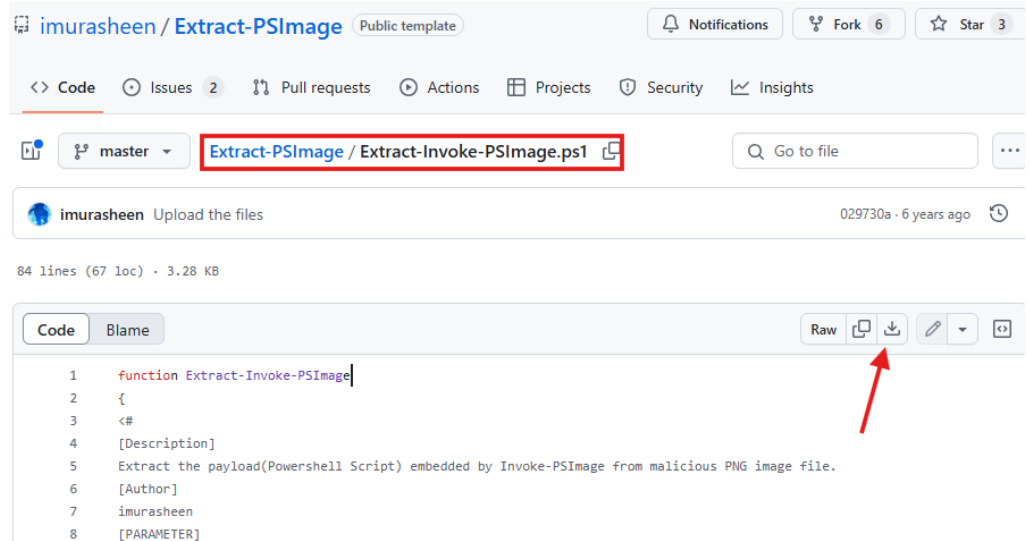 imurasheen / Extract-PSImage Public template Notifications Fork 6 Star 3
Code Issues 2 Pull requests Actions Projects Security Insights
master Extract-PSImage / Extract-Invoke-PSImage.ps1 Go to file
imurasheen Upload the files 029730a · 6 years ago
84 lines (67 loc) · 3.28 KB
Code Blame Raw
1 function Extract-Invoke-PSImage
2 {
3 <#
4 [Description]
5 Extract the payload(Powershell Script) embedded by Invoke-PSImage from malicious PNG image file.
6 [Author]
7 imurasheen
8 [PARAMETER]